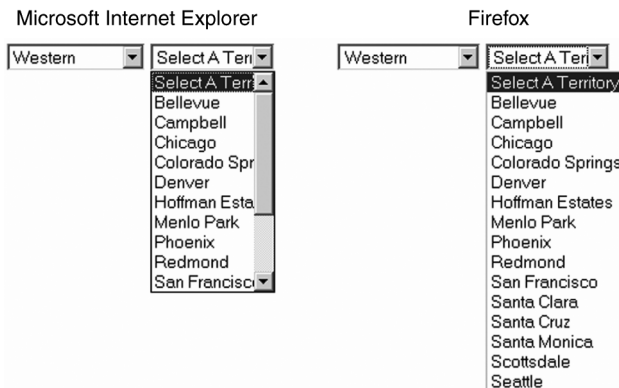 Microsoft Internet Explorer
Western
Select A Teri
Select A Terr
Bellevue
Campbell
Chicago
Colorado Spr
Denver
Hoffman Esta
Menlo Park
Phoenix
Redmond
San Francisc
Firefox
Western
Select A Teri
Select A Territory
Bellevue
Campbell
Chicago
Colorado Springs
Denver
Hoffman Estates
Menlo Park
Phoenix
Redmond
San Francisco
Santa Clara
Santa Cruz
Santa Monica
Scottsdale
Seattle